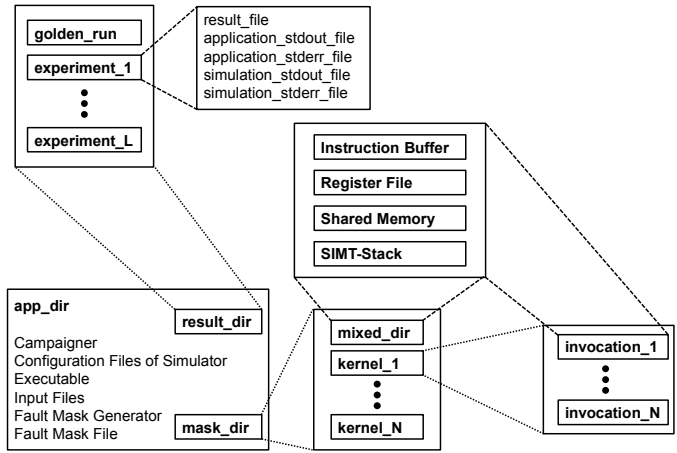 golden_run
experiment_1
experiment_L
result_file
application_stdout_file
application_stderr_file
simulation_stdout_file
simulation_stderr_file
Instruction Buffer
Register File
Shared Memory
SIMT-Stack
app_dir
result_dir
Campaigner
Configuration Files of Simulator
Executable
Input Files
Fault Mask Generator
Fault Mask File
mask_dir
mixed_dir
kernel_1
kernel_N
invocation_1
invocation_N